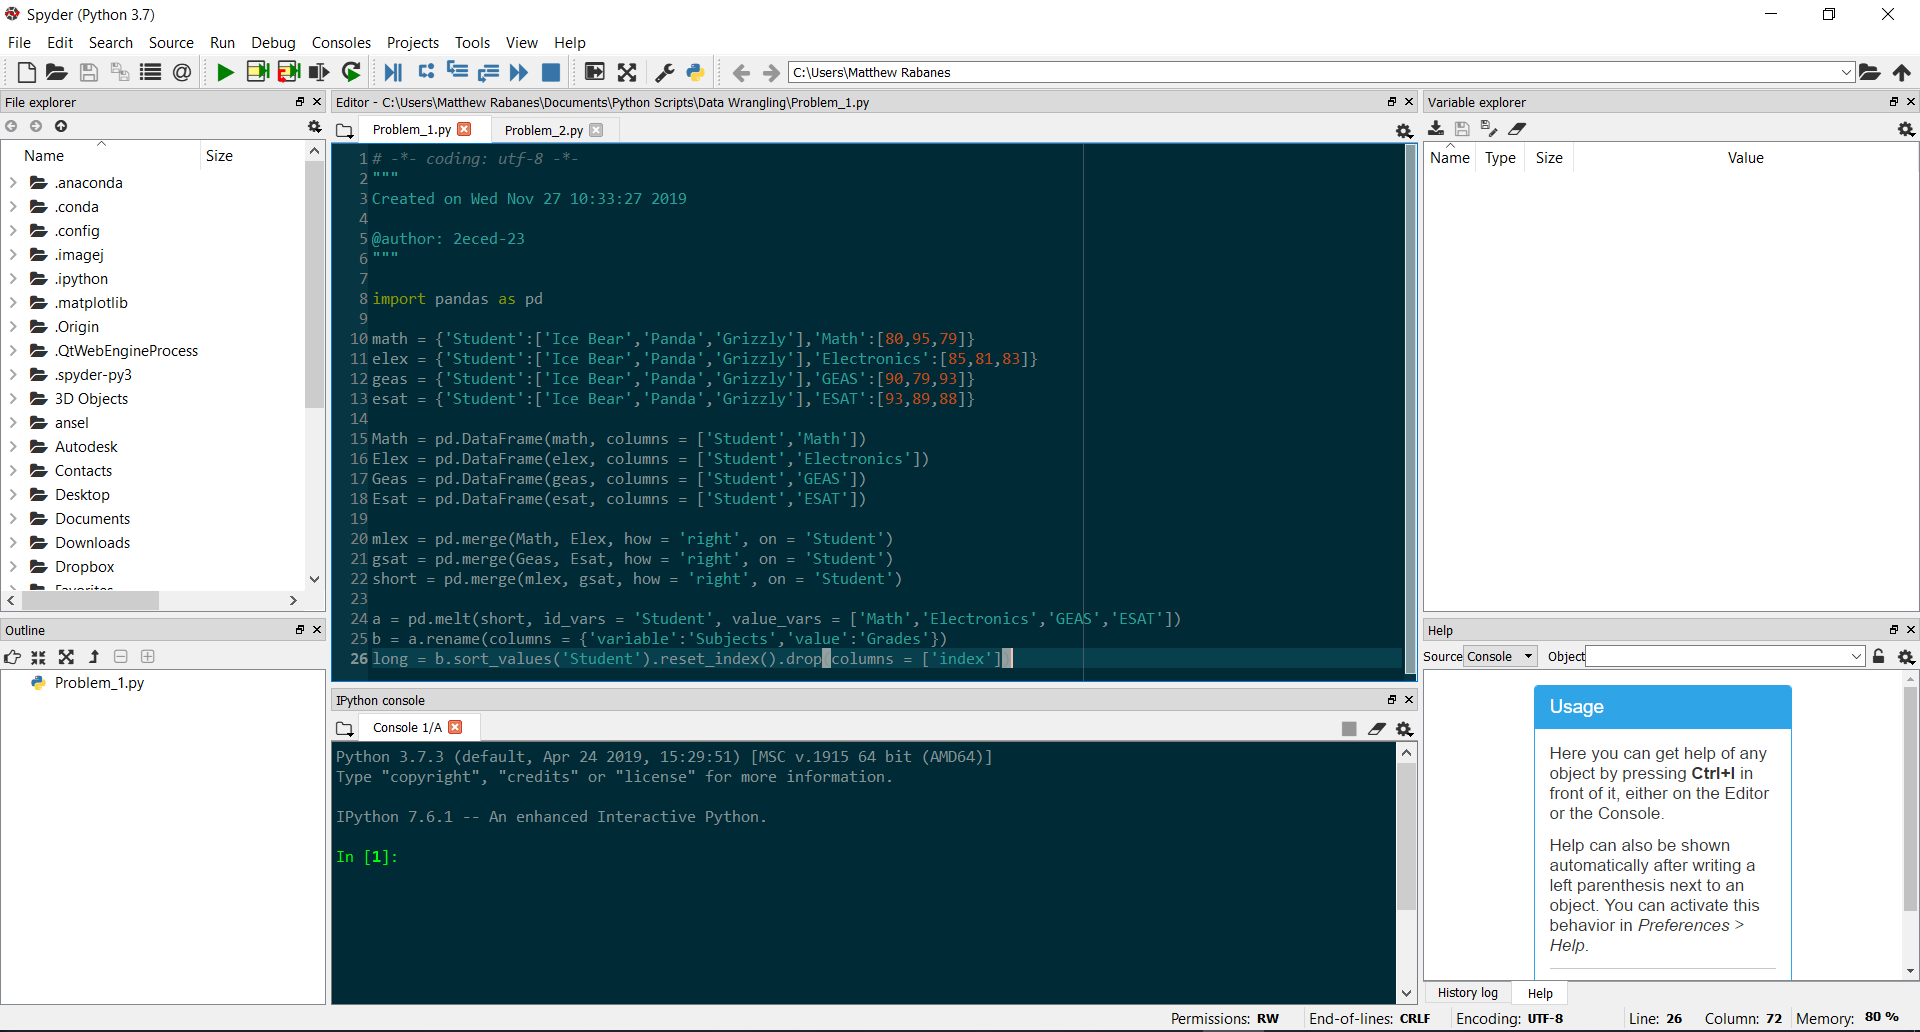 Spyder (Python 3.7)
File Edit Search Source Run Debug Consoles Projects Tools View Help
C:\Users\Matthew Rabanes
File explorer
Name Size
.anaconda
.conda
.config
.imagej
.ipython
.matplotlib
.Origin
.QtWebEngineProcess
.spyder-py3
3D Objects
ansel
Autodesk
Contacts
Desktop
Documents
Downloads
Dropbox
Favorites
Outline
Problem_1.py
Editor - C:\Users\Matthew Rabanes\Documents\Python Scripts\Data Wrangling\Problem_1.py
Problem_1.py Problem_2.py
1 # -*- coding: utf-8 -*-
2 """
3 Created on Wed Nov 27 10:33:27 2019
4
5 @author: 2eced-23
6 """
7
8 import pandas as pd
9
10 math = {'Student':['Ice Bear','Panda','Grizzly'],'Math':[80,95,79]}
11 elex = {'Student':['Ice Bear','Panda','Grizzly'],'Electronics':[85,81,83]}
12 geas = {'Student':['Ice Bear','Panda','Grizzly'],'GEAS':[90,79,93]}
13 esat = {'Student':['Ice Bear','Panda','Grizzly'],'ESAT':[93,89,88]}
14
15 Math = pd.DataFrame(math, columns = ['Student','Math'])
16 Elex = pd.DataFrame(elex, columns = ['Student','Electronics'])
17 Geas = pd.DataFrame(geas, columns = ['Student','GEAS'])
18 Esat = pd.DataFrame(esat, columns = ['Student','ESAT'])
19
20 mlex = pd.merge(Math, Elex, how = 'right', on = 'Student')
21 gsat = pd.merge(Geas, Esat, how = 'right', on = 'Student')
22 short = pd.merge(mlex, gsat, how = 'right', on = 'Student')
23
24 a = pd.melt(short, id_vars = 'Student', value_vars = ['Math','Electronics','GEAS','ESAT'])
25 b = a.rename(columns = {'variable':'Subjects','value':'Grades'})
26 long = b.sort_values('Student').reset_index().drop(columns = ['index'])
IPython console
Console 1/A
Python 3.7.3 (default, Apr 24 2019, 15:29:51) [MSC v.1915 64 bit (AMD64)]
Type "copyright", "credits" or "license" for more information.
IPython 7.6.1 -- An enhanced Interactive Python.
In [1]:
Variable explorer
Name Type Size Value
Help
Source Console Object
Usage
Here you can get help of any
object by pressing Ctrl+I in
front of it, either on the Editor
or the Console.
Help can also be shown
automatically after writing a
left parenthesis next to an
object. You can activate this
behavior in Preferences >
Help.
History log Help
Permissions: RW End-of-lines: CRLF Encoding: UTF-8 Line: 26 Column: 72 Memory: 80 %